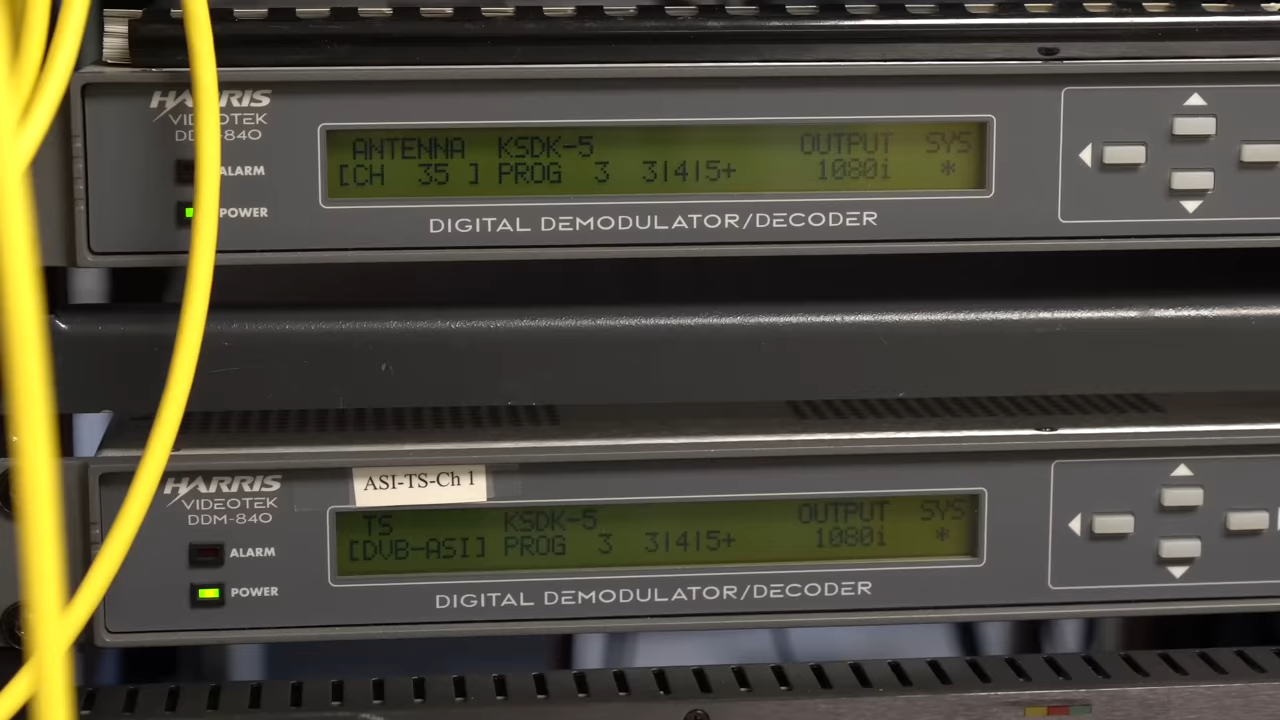 HARRIS
VIDEOTEK
DDM-840
ALARM
POWER
ANTENNA KSDK-5 OUTPUT SYS
[CH 35 ] PROG 3 3|4|5+ 1080i *
DIGITAL DEMODULATOR/DECODER
ASI-TS-Ch 1
HARRIS
VIDEOTEK
DDM-840
ALARM
POWER
TS KSDK-5 OUTPUT SYS
[DVB-ASI] PROG 3 3|4|5+ 1080i *
DIGITAL DEMODULATOR/DECODER